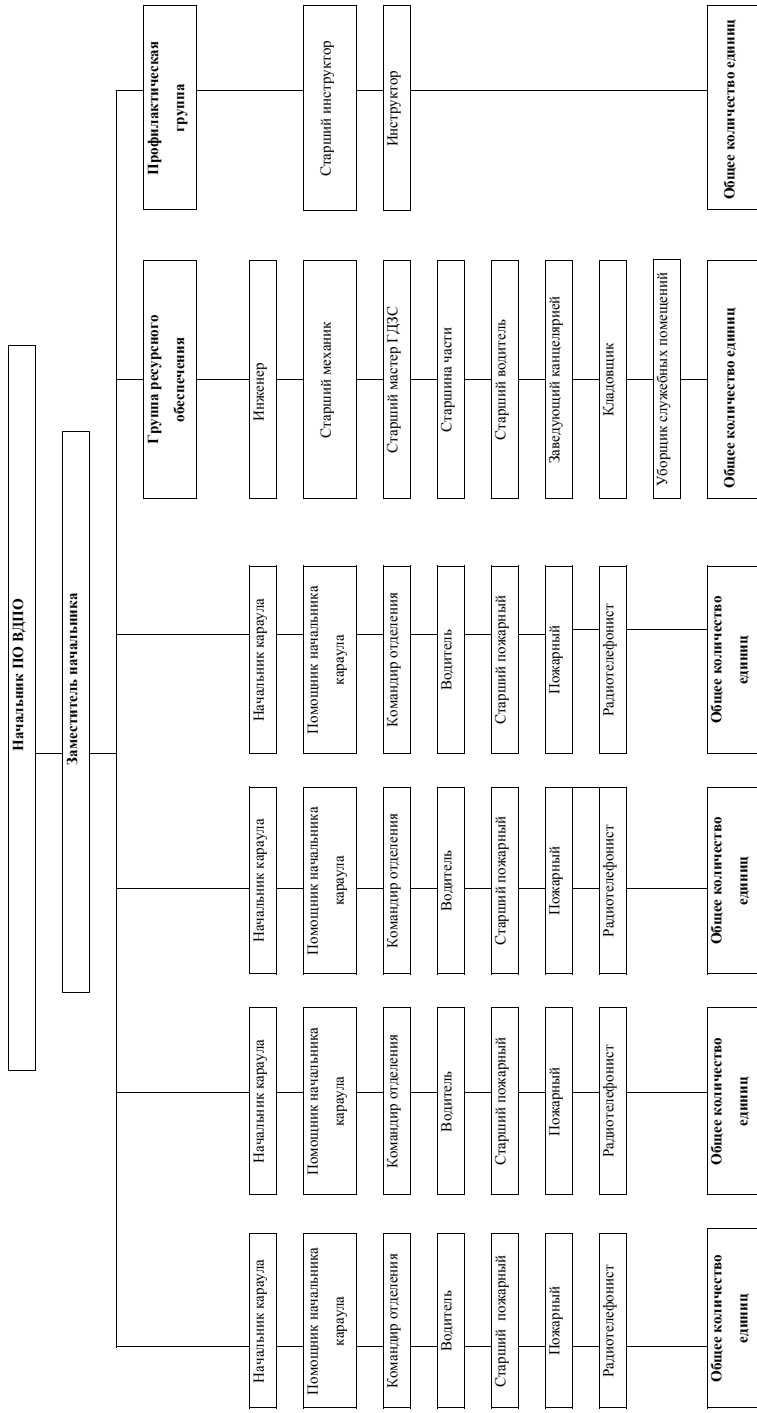 Начальник ПО ВДПО
Заместитель начальника
Начальник караула
Помощник начальника
караула
Командир отделения
Водитель
Старший пожарный
Пожарный
Радиотелефонист
Общее количество
единиц
Начальник караула
Помощник начальника
караула
Командир отделения
Водитель
Старший пожарный
Пожарный
Радиотелефонист
Общее количество
единиц
Начальник караула
Помощник начальника
караула
Командир отделения
Водитель
Старший пожарный
Пожарный
Радиотелефонист
Общее количество
единиц
Начальник караула
Помощник начальника
караула
Командир отделения
Водитель
Старший пожарный
Пожарный
Радиотелефонист
Общее количество
единиц
Группа ресурсного
обеспечения
Инженер
Старший механик
Старший мастер ГДЗС
Старшина части
Старший водитель
Заведующий канцелярией
Кладовщик
Уборщик служебных помещений
Общее количество единиц
Профилактическая
группа
Старший инструктор
Инструктор
Общее количество единиц